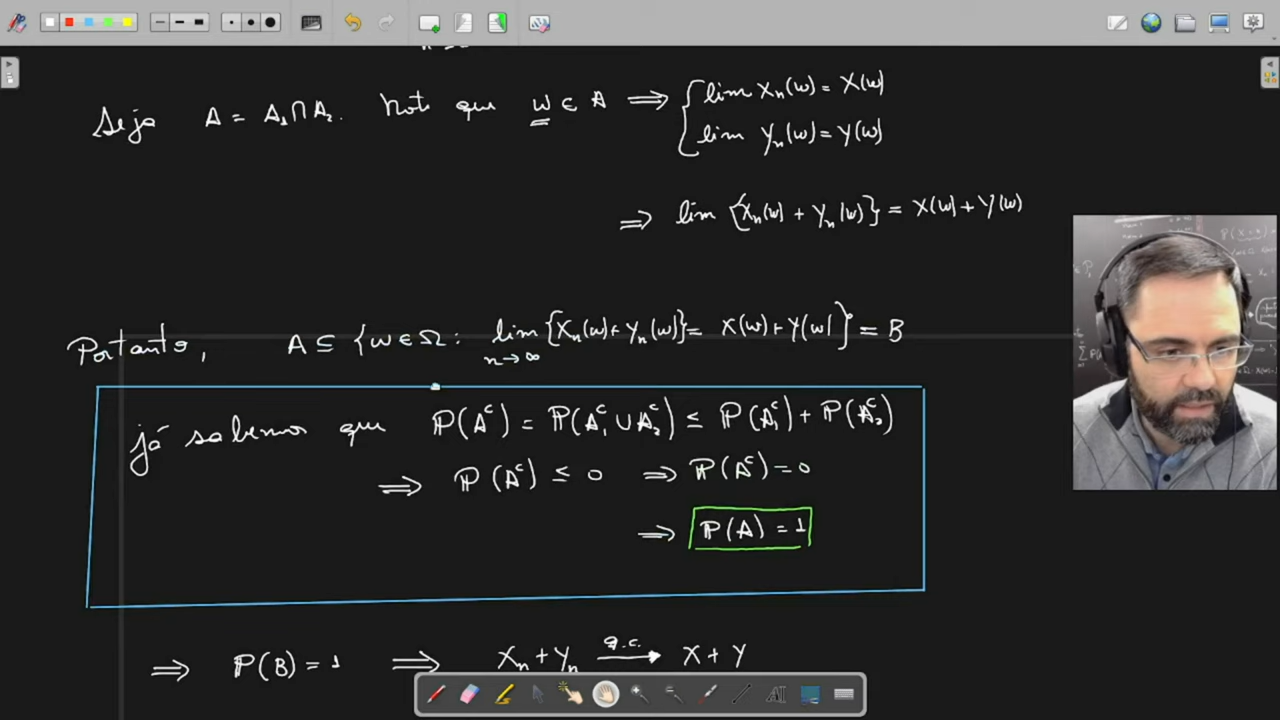 Seja A = A₁ ∩ A₂. Note que w ∈ A ⟹ { lim Xₙ(w) = X(w)
lim Yₙ(w) = Y(w)
⟹ lim {Xₙ(w) + Yₙ(w)} = X(w) + Y(w)
Portanto, A ⊆ {w ∈ Ω : lim {Xₙ(w) + Yₙ(w)} = X(w) + Y(w)} = B
n→∞
já sabemos que ℙ(Aᶜ) = ℙ(A₁ᶜ ∪ A₂ᶜ) ≤ ℙ(A₁ᶜ) + ℙ(A₂ᶜ)
⟹ ℙ(Aᶜ) ≤ 0 ⟹ ℙ(Aᶜ) = 0
⟹ ℙ(A) = 1
⟹ ℙ(B) = 1 ⟹ Xₙ + Yₙ q.c.⟶ X + Y